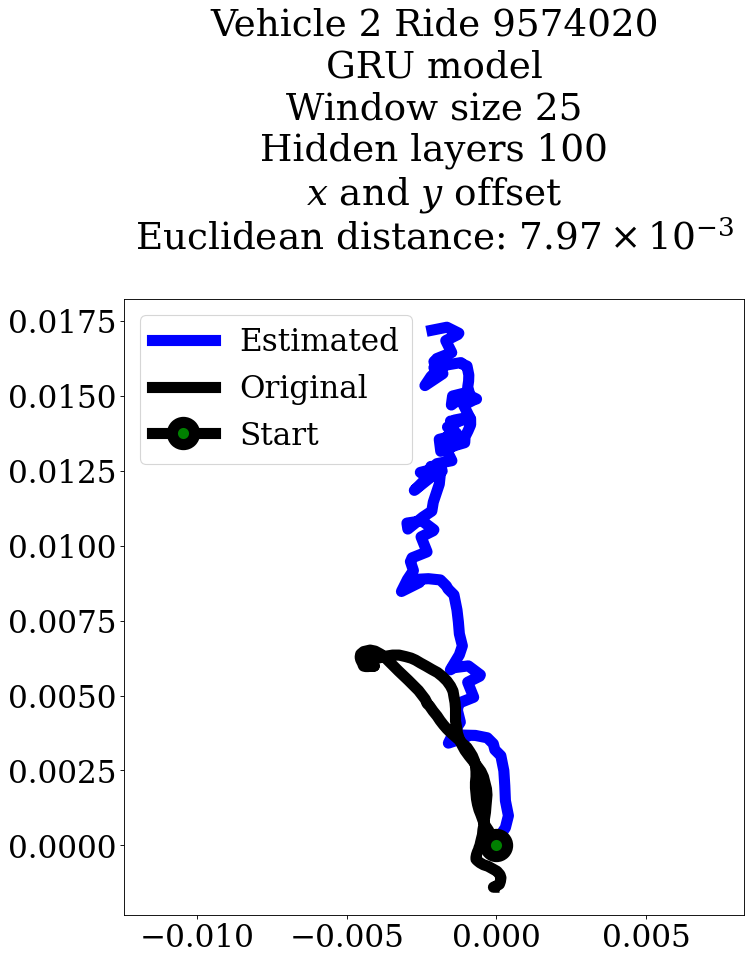 Vehicle 2 Ride 9574020
GRU model
Window size 25
Hidden layers 100
x and y offset
Euclidean distance: 7.97 × 10⁻³
Estimated
Original
Start
0.0175
0.0150
0.0125
0.0100
0.0075
0.0050
0.0025
0.0000
−0.010 −0.005 0.000 0.005